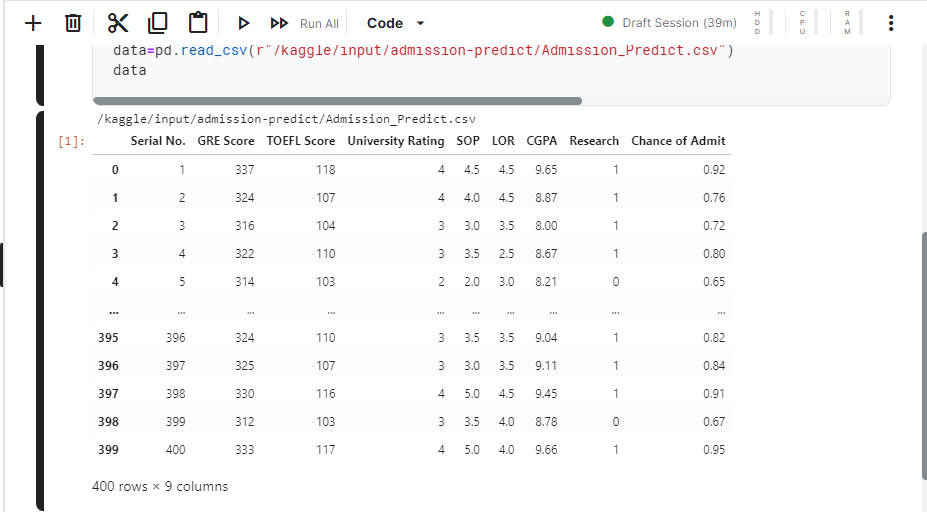 Run All Code Draft Session (39m) HDD CPU RAM
data=pd.read_csv(r"/kaggle/input/admission-predict/Admission_Predict.csv")
data
/kaggle/input/admission-predict/Admission_Predict.csv
[1]:
Serial No. GRE Score TOEFL Score University Rating SOP LOR CGPA Research Chance of Admit
0 1 337 118 4 4.5 4.5 9.65 1 0.92
1 2 324 107 4 4.0 4.5 8.87 1 0.76
2 3 316 104 3 3.0 3.5 8.00 1 0.72
3 4 322 110 3 3.5 2.5 8.67 1 0.80
4 5 314 103 2 2.0 3.0 8.21 0 0.65
... ... ... ... ... ... ... ... ... ...
395 396 324 110 3 3.5 3.5 9.04 1 0.82
396 397 325 107 3 3.0 3.5 9.11 1 0.84
397 398 330 116 4 5.0 4.5 9.45 1 0.91
398 399 312 103 3 3.5 4.0 8.78 0 0.67
399 400 333 117 4 5.0 4.0 9.66 1 0.95
400 rows × 9 columns